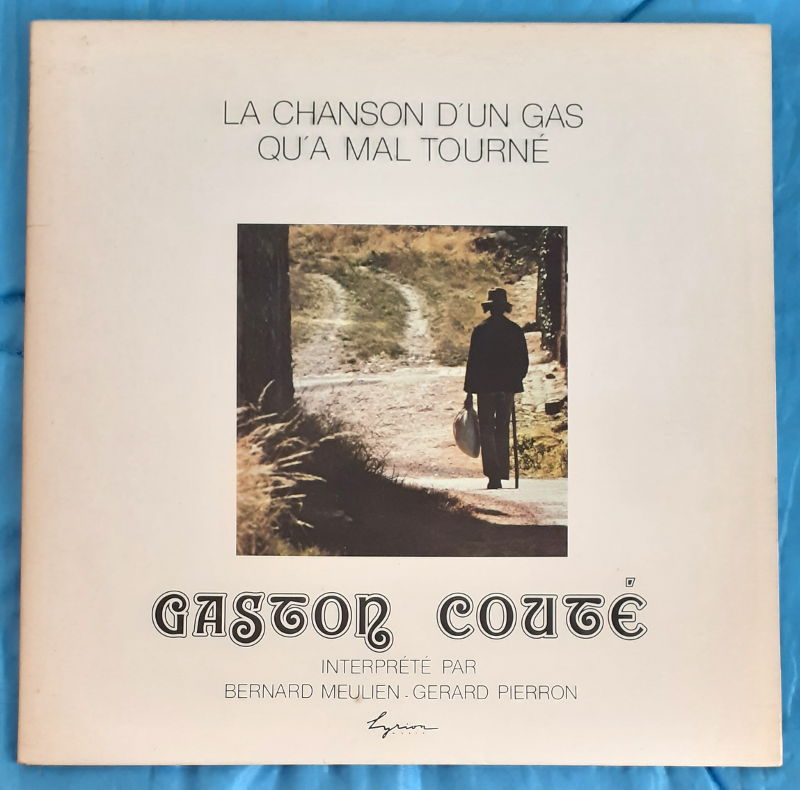 LA CHANSON D'UN GAS
QU'A MAL TOURNÉ
GASTON COUTÉ
INTERPRÉTÉ PAR
BERNARD MEULIEN - GERARD PIERRON
Lyrion